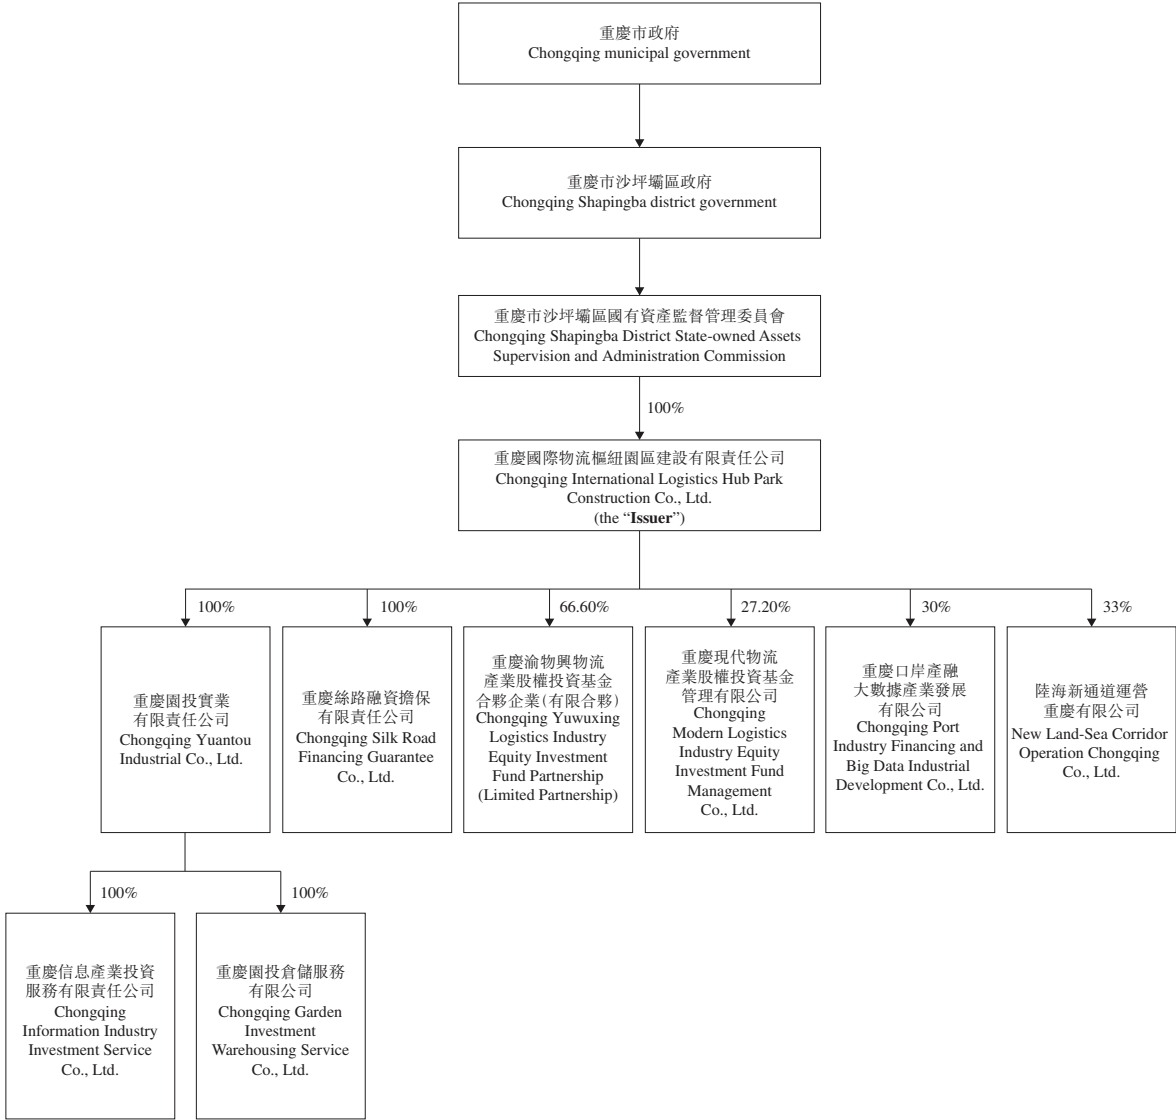 重慶市政府
Chongqing municipal government
重慶市沙坪壩區政府
Chongqing Shapingba district government
重慶市沙坪壩區國有資產監督管理委員會
Chongqing Shapingba District State-owned Assets
Supervision and Administration Commission
100%
重慶國際物流樞紐園區建設有限責任公司
Chongqing International Logistics Hub Park
Construction Co., Ltd.
(the “Issuer”)
100%
重慶園投實業
有限責任公司
Chongqing Yuantou
Industrial Co., Ltd.
100%
重慶絲路融資擔保
有限責任公司
Chongqing Silk Road
Financing Guarantee
Co., Ltd.
66.60%
重慶渝物興物流
產業股權投資基金
合夥企業(有限合夥)
Chongqing Yuwuxing
Logistics Industry
Equity Investment
Fund Partnership
(Limited Partnership)
27.20%
重慶現代物流
產業股權投資基金
管理有限公司
Chongqing
Modern Logistics
Industry Equity
Investment Fund
Management
Co., Ltd.
30%
重慶口岸產融
大數據產業發展
有限公司
Chongqing Port
Industry Financing and
Big Data Industrial
Development Co., Ltd.
33%
陸海新通道運營
重慶有限公司
New Land-Sea Corridor
Operation Chongqing
Co., Ltd.
100%
重慶信息產業投資
服務有限責任公司
Chongqing
Information Industry
Investment Service
Co., Ltd.
100%
重慶園投倉儲服務
有限公司
Chongqing Garden
Investment
Warehousing Service
Co., Ltd.